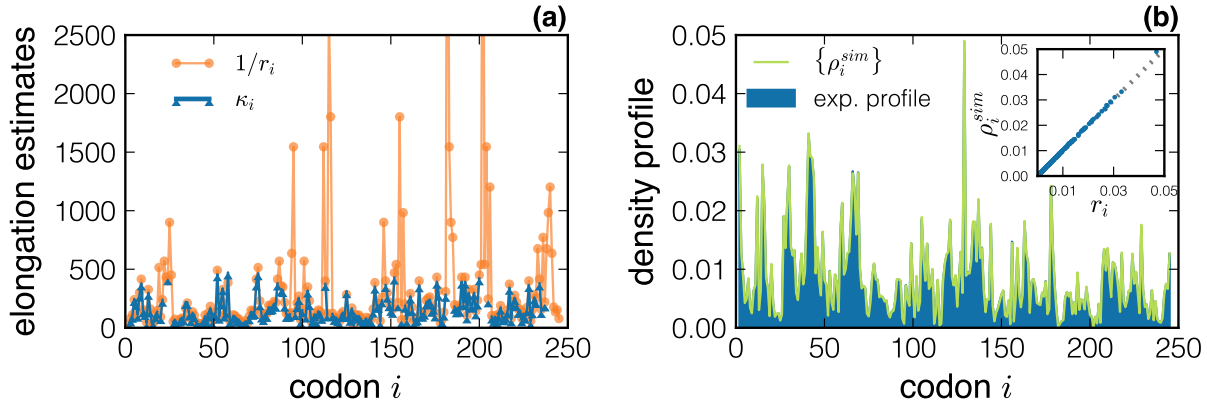 (a)
elongation estimates
2500
2000
1500
1000
500
0
1/r_i
κ_i
0 50 100 150 200 250
codon i
(b)
density profile
0.05
0.04
0.03
0.02
0.01
0.00
{ρ_i^{sim}}
exp. profile
0 50 100 150 200 250
codon i
ρ_i^{sim}
0.05
0.04
0.03
0.02
0.01
0.00
0.01 0.03 0.05
r_i